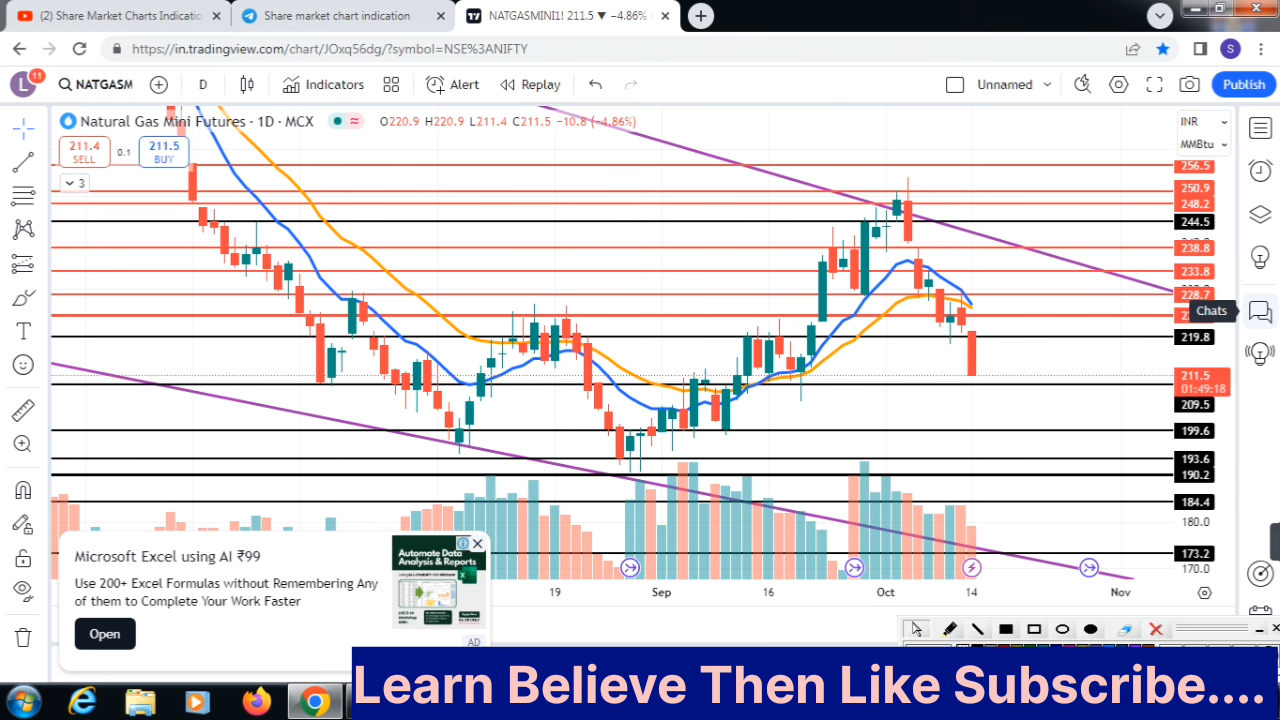 (2) Share Market Charts Indicatio
Share market chart indication
NATGASMINI1! 211.5 ▼ −4.86%
https://in.tradingview.com/chart/JOxq56dg/?symbol=NSE%3ANIFTY
S
L
11
NATGASM
D
Indicators
Alert
Replay
Unnamed
Publish
Natural Gas Mini Futures · 1D · MCX
O220.9 H220.9 L211.4 C211.5 −10.8 (−4.86%)
INR
MMBtu
211.4
SELL
0.1
211.5
BUY
3
256.5
250.9
248.2
244.5
238.8
233.8
228.7
Chats
219.8
211.5
01:49:18
209.5
199.6
193.6
190.2
184.4
180.0
173.2
170.0
Microsoft Excel using AI ₹99
Use 200+ Excel Formulas without Remembering Any
of them to Complete Your Work Faster
Open
Automate Data
Analysis & Reports
AD
19
Sep
16
Oct
14
Nov
Learn Believe Then Like Subscribe....